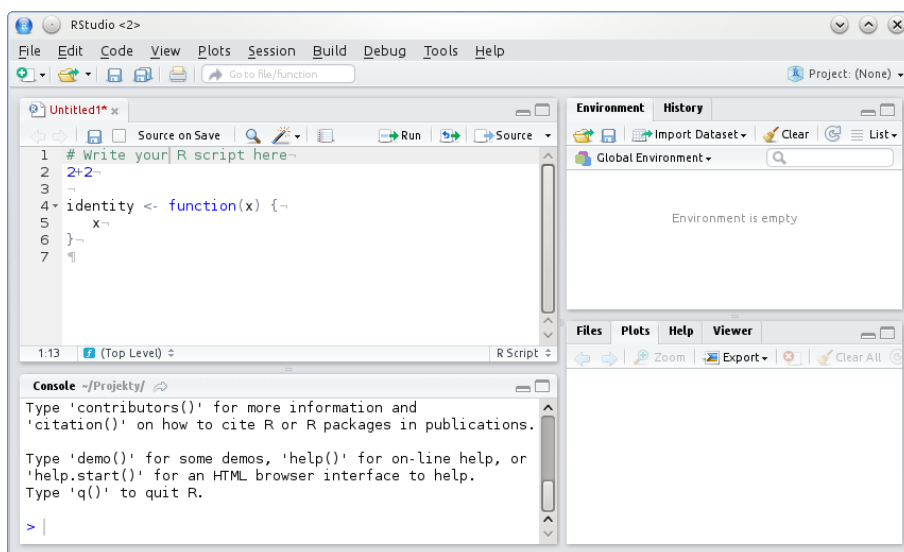 RStudio <2>
File Edit Code View Plots Session Build Debug Tools Help
Go to file/function
Project: (None)
Untitled1*
Source on Save Run Source
1 # Write your R script here¬
2 2+2¬
3 ¬
4 identity <- function(x) {¬
5 x¬
6 }¬
7 ¶
1:13 (Top Level) R Script
Console ~/Projekty/
Type 'contributors()' for more information and
'citation()' on how to cite R or R packages in publications.
Type 'demo()' for some demos, 'help()' for on-line help, or
'help.start()' for an HTML browser interface to help.
Type 'q()' to quit R.
>
Environment History
Import Dataset Clear List
Global Environment
Environment is empty
Files Plots Help Viewer
Zoom Export Clear All